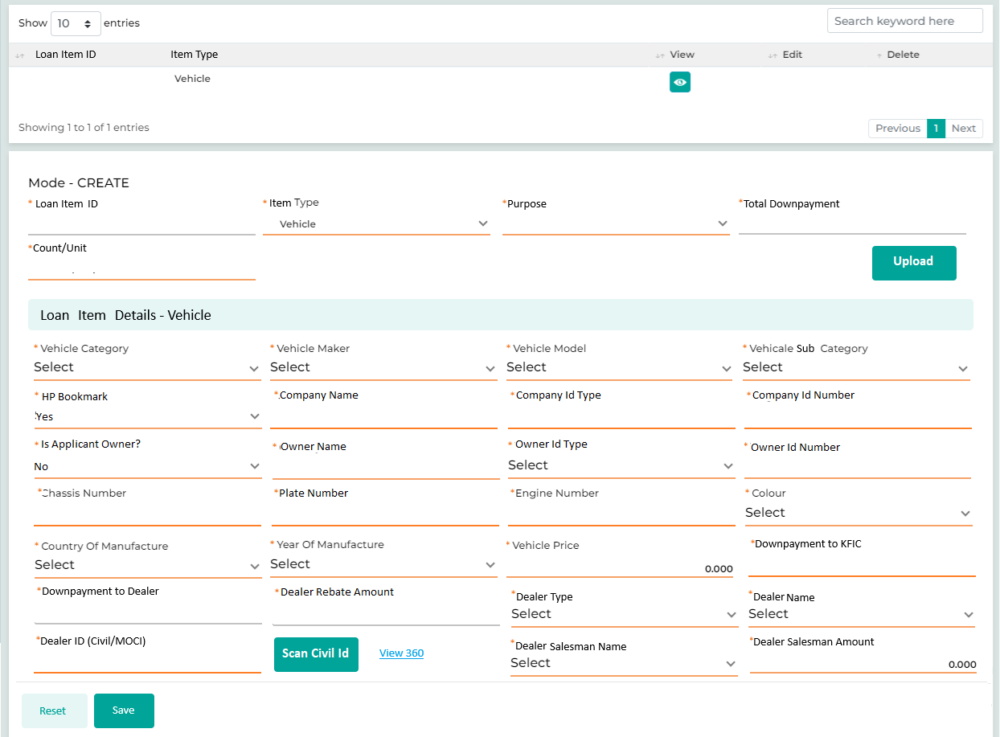 Show 10 entries Search keyword here
Loan Item ID Item Type View Edit Delete
Vehicle
Showing 1 to 1 of 1 entries Previous 1 Next
Mode - CREATE
* Loan Item ID * Item Type *Purpose *Total Downpayment
Vehicle
*Count/Unit
Upload
Loan Item Details - Vehicle
* Vehicle Category * Vehicle Maker * Vehicle Model * Vehicale Sub Category
Select Select Select Select
* HP Bookmark *Company Name *Company Id Type *Company Id Number
Yes
* Is Applicant Owner? * Owner Name * Owner Id Type * Owner Id Number
No Select
*Chassis Number *Plate Number *Engine Number * Colour
Select
* Country Of Manufacture * Year Of Manufacture * Vehicle Price *Downpayment to KFIC
Select Select 0.000
*Downpayment to Dealer *Dealer Rebate Amount *Dealer Type *Dealer Name
Select Select
*Dealer ID (Civil/MOCI) Scan Civil Id View 360 *Dealer Salesman Name *Dealer Salesman Amount
Select 0.000
Reset Save